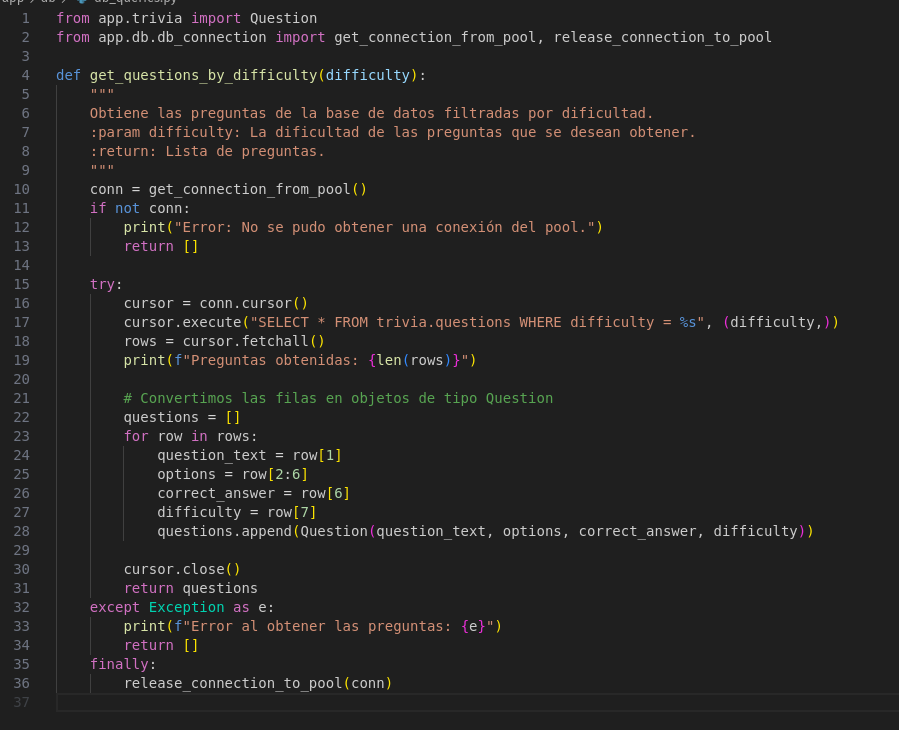 app > db > db_queries.py
1 from app.trivia import Question
2 from app.db.db_connection import get_connection_from_pool, release_connection_to_pool
3
4 def get_questions_by_difficulty(difficulty):
5     """
6     Obtiene las preguntas de la base de datos filtradas por dificultad.
7     :param difficulty: La dificultad de las preguntas que se desean obtener.
8     :return: Lista de preguntas.
9     """
10     conn = get_connection_from_pool()
11     if not conn:
12         print("Error: No se pudo obtener una conexión del pool.")
13         return []
14
15     try:
16         cursor = conn.cursor()
17         cursor.execute("SELECT * FROM trivia.questions WHERE difficulty = %s", (difficulty,))
18         rows = cursor.fetchall()
19         print(f"Preguntas obtenidas: {len(rows)}")
20
21         # Convertimos las filas en objetos de tipo Question
22         questions = []
23         for row in rows:
24             question_text = row[1]
25             options = row[2:6]
26             correct_answer = row[6]
27             difficulty = row[7]
28             questions.append(Question(question_text, options, correct_answer, difficulty))
29
30         cursor.close()
31         return questions
32     except Exception as e:
33         print(f"Error al obtener las preguntas: {e}")
34         return []
35     finally:
36         release_connection_to_pool(conn)
37